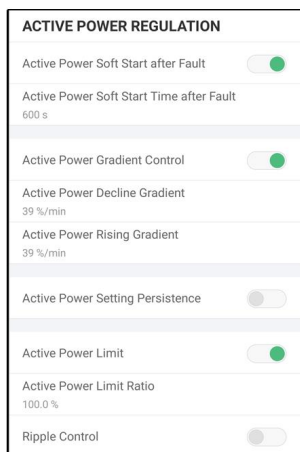 ACTIVE POWER REGULATION
Active Power Soft Start after Fault
Active Power Soft Start Time after Fault
600 s
Active Power Gradient Control
Active Power Decline Gradient
39 %/min
Active Power Rising Gradient
39 %/min
Active Power Setting Persistence
Active Power Limit
Active Power Limit Ratio
100.0 %
Ripple Control